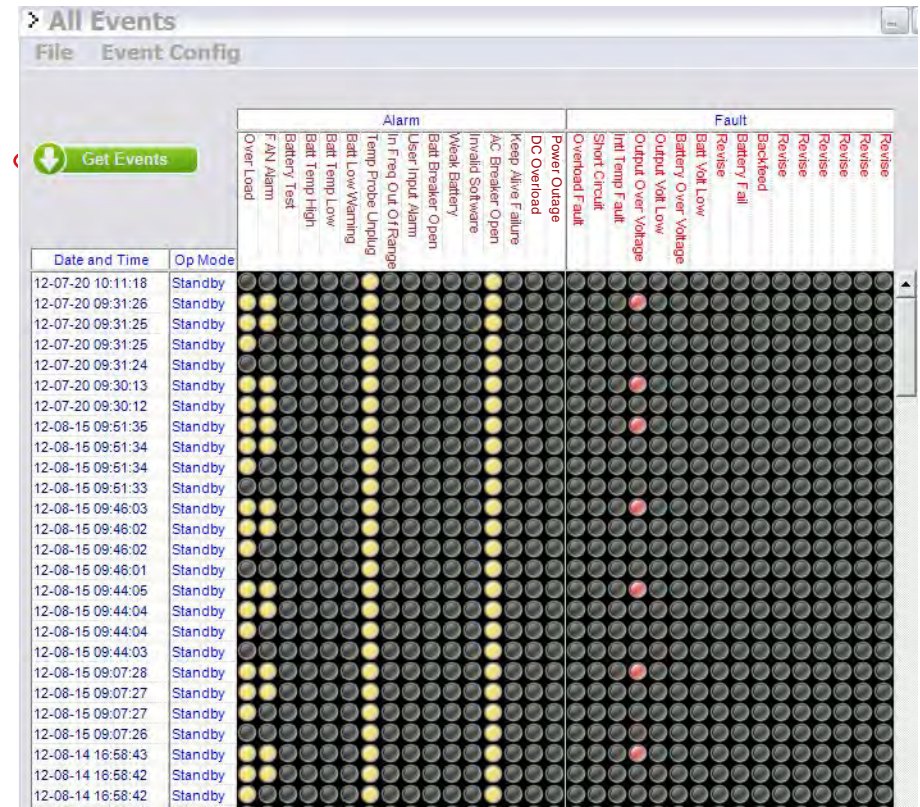 All Events
File Event Config
Alarm
Fault
Get Events
Over Load
FAN Alarm
Battery Test
Batt Temp High
Batt Temp Low
Batt Low Warning
Temp Probe Unplug
In Freq Out Of Range
User Input Alarm
Batt Breaker Open
Weak Battery
Invalid Software
AC Breaker Open
Keep Alive Failure
DC Overload
Power Outage
Overload Fault
Short Circuit
Intl Temp Fault
Output Over Voltage
Output Volt Low
Battery Over Voltage
Batt Volt Low
Revise
Battery Fail
Backfeed
Revise
Revise
Revise
Revise
Revise
Revise
Date and Time Op Mode
12-07-20 10:11:18 Standby
12-07-20 09:31:26 Standby
12-07-20 09:31:25 Standby
12-07-20 09:31:25 Standby
12-07-20 09:31:24 Standby
12-07-20 09:30:13 Standby
12-07-20 09:30:12 Standby
12-08-15 09:51:35 Standby
12-08-15 09:51:34 Standby
12-08-15 09:51:34 Standby
12-08-15 09:51:33 Standby
12-08-15 09:46:03 Standby
12-08-15 09:46:02 Standby
12-08-15 09:46:02 Standby
12-08-15 09:46:01 Standby
12-08-15 09:44:05 Standby
12-08-15 09:44:04 Standby
12-08-15 09:44:04 Standby
12-08-15 09:44:03 Standby
12-08-15 09:07:28 Standby
12-08-15 09:07:27 Standby
12-08-15 09:07:27 Standby
12-08-15 09:07:26 Standby
12-08-14 16:58:43 Standby
12-08-14 16:58:42 Standby
12-08-14 16:58:42 Standby